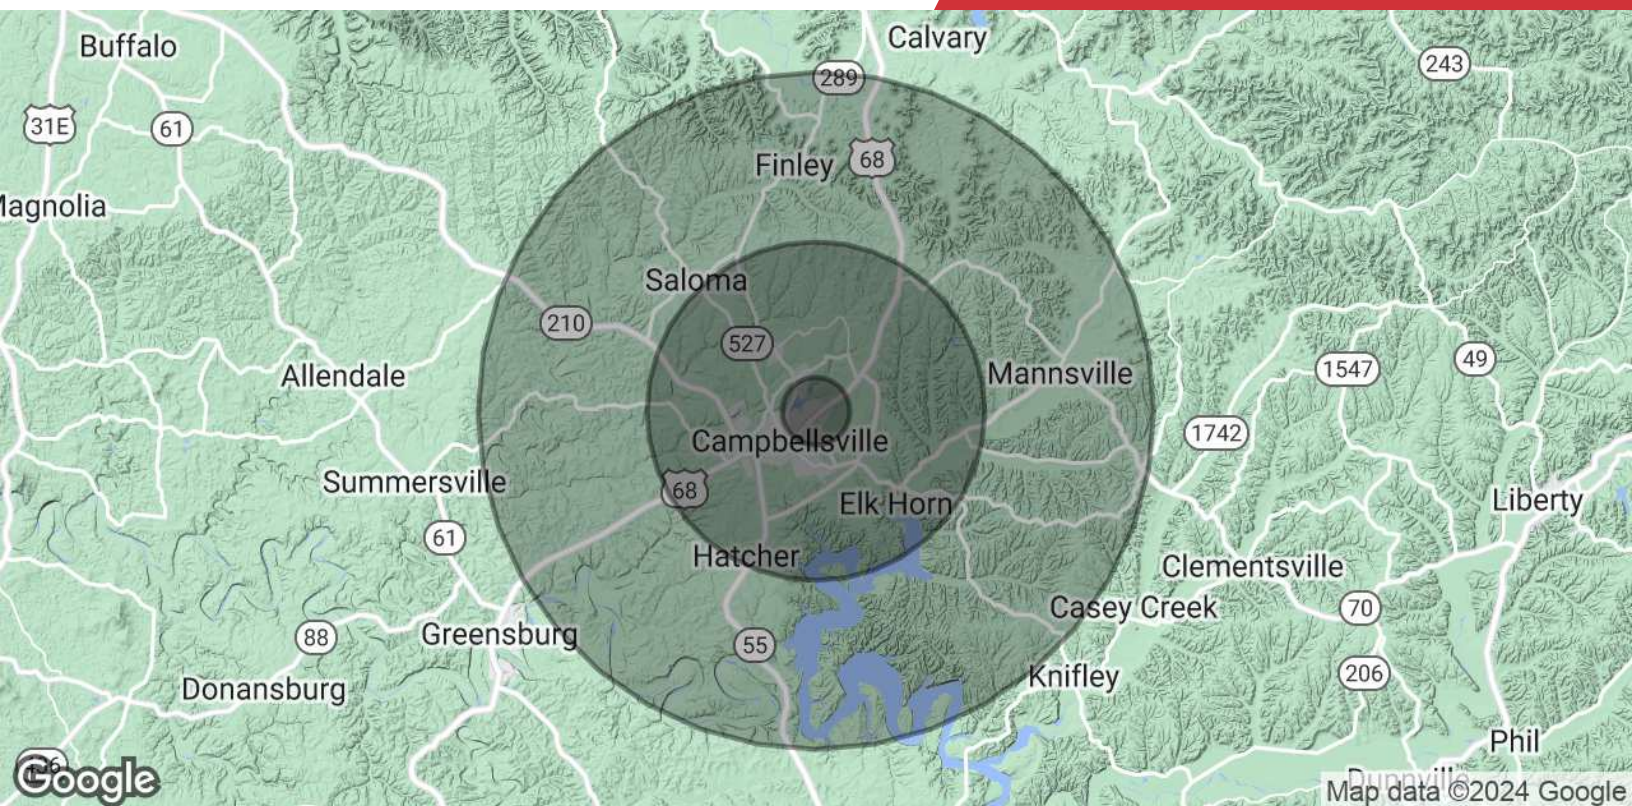 Calvary
Buffalo
243
289
31E
61
Finley
68
Magnolia
Saloma
210
527
Allendale
Mannsville
1547
49
1742
Campbellsville
Summersville
68
Elk Horn
Liberty
61
Hatcher
Clementsville
Casey Creek
70
88
Greensburg
55
Knifley
206
Donansburg
Phil
Google
Dunnville
Map data ©2024 Google